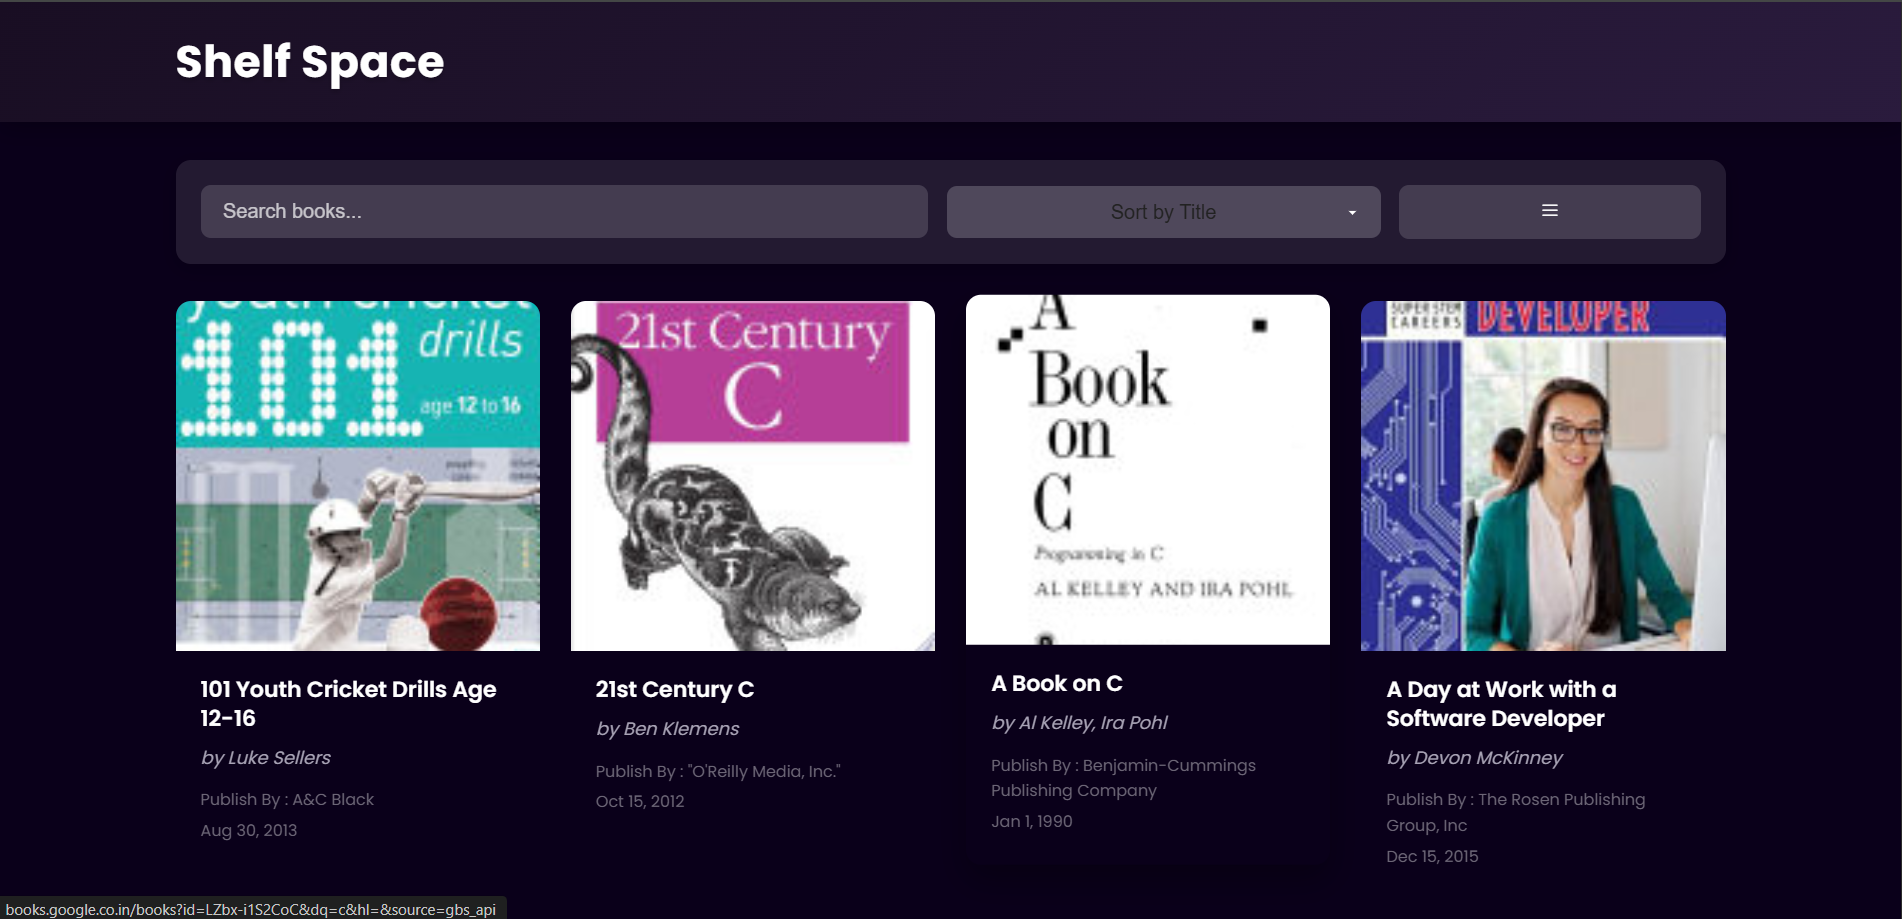 Shelf Space
Search books...
Sort by Title
youth cricket
101
drills
age 12 to 16
21st Century
C
A
Book
on
C
Programming in C
AL KELLEY AND IRA POHL
SUPER STEM
CAREERS
DEVELOPER
101 Youth Cricket Drills Age
12-16
by Luke Sellers
Publish By : A&C Black
Aug 30, 2013
21st Century C
by Ben Klemens
Publish By : "O'Reilly Media, Inc."
Oct 15, 2012
A Book on C
by Al Kelley, Ira Pohl
Publish By : Benjamin-Cummings
Publishing Company
Jan 1, 1990
A Day at Work with a
Software Developer
by Devon McKinney
Publish By : The Rosen Publishing
Group, Inc
Dec 15, 2015
books.google.co.in/books?id=LZbx-i1S2CoC&dq=c&hl=&source=gbs_api